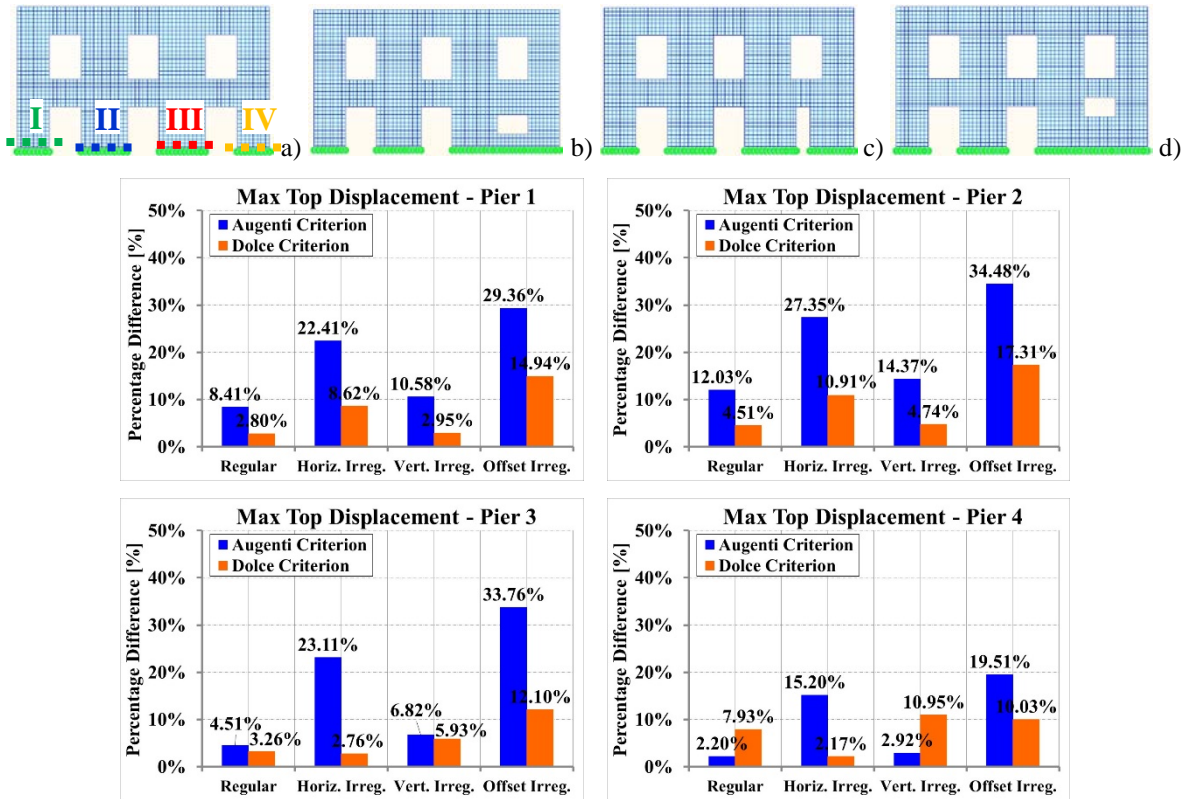 I II III IV a) b) c) d)
Max Top Displacement - Pier 1
Percentage Difference [%]
50%
40%
30%
20%
10%
0%
Augenti Criterion
Dolce Criterion
8.41%
2.80%
22.41%
8.62%
10.58%
2.95%
29.36%
14.94%
Regular Horiz. Irreg. Vert. Irreg. Offset Irreg.
Max Top Displacement - Pier 2
Percentage Difference [%]
50%
40%
30%
20%
10%
0%
Augenti Criterion
Dolce Criterion
12.03%
4.51%
27.35%
10.91%
14.37%
4.74%
34.48%
17.31%
Regular Horiz. Irreg. Vert. Irreg. Offset Irreg.
Max Top Displacement - Pier 3
Percentage Difference [%]
50%
40%
30%
20%
10%
0%
Augenti Criterion
Dolce Criterion
4.51%
3.26%
23.11%
2.76%
6.82%
5.93%
33.76%
12.10%
Regular Horiz. Irreg. Vert. Irreg. Offset Irreg.
Max Top Displacement - Pier 4
Percentage Difference [%]
50%
40%
30%
20%
10%
0%
Augenti Criterion
Dolce Criterion
2.20%
7.93%
15.20%
2.17%
2.92%
10.95%
19.51%
10.03%
Regular Horiz. Irreg. Vert. Irreg. Offset Irreg.